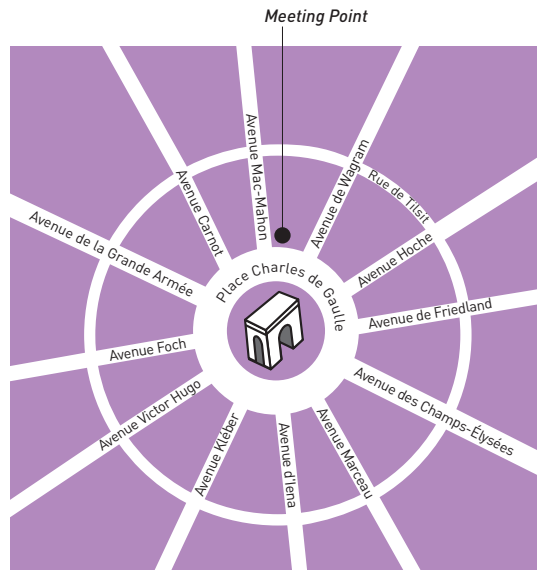 Meeting Point
Avenue Mac-Mahon
Avenue de Wagram
Rue de Tilsit
Avenue Carnot
Avenue Hoche
Avenue de la Grande Armée
Place Charles de Gaulle
Avenue de Friedland
Avenue Foch
Avenue des Champs-Élysées
Avenue Victor Hugo
Avenue Kléber
Avenue d'Iena
Avenue Marceau